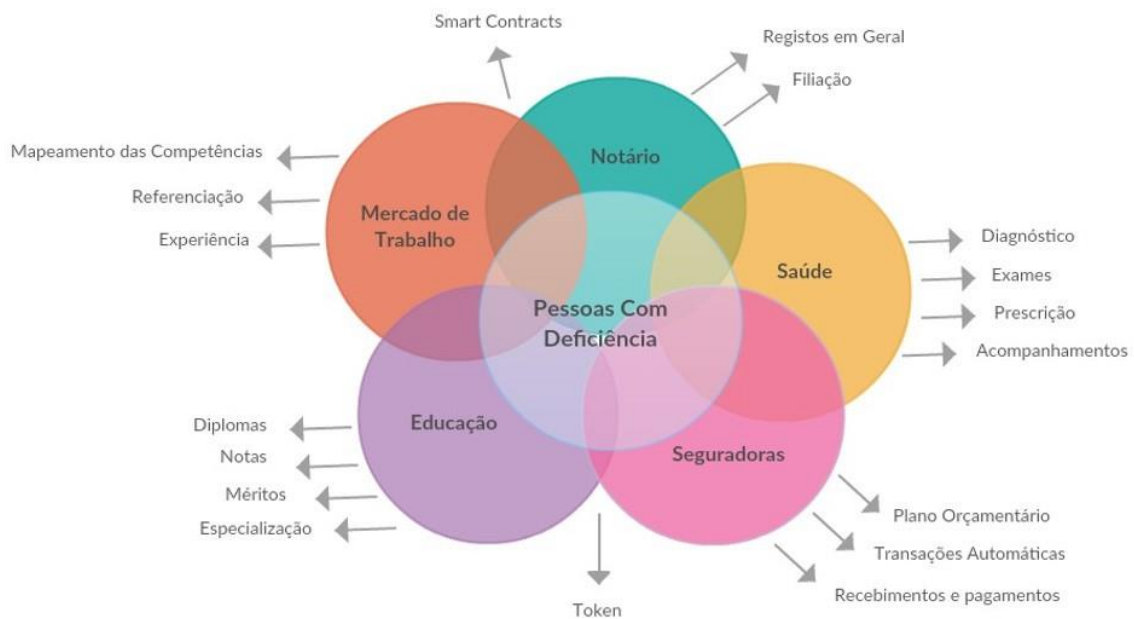 Smart Contracts
Registos em Geral
Filiação
Notário
Mapeamento das Competências
Referenciação
Experiência
Mercado de
Trabalho
Saúde
Diagnóstico
Exames
Prescrição
Acompanhamentos
Pessoas Com
Deficiência
Educação
Diplomas
Notas
Méritos
Especialização
Seguradoras
Plano Orçamentário
Transações Automáticas
Recebimentos e pagamentos
Token